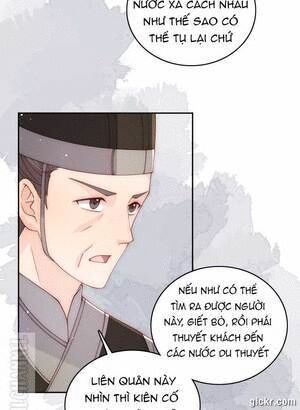 NƯỚC XA CÁCH NHAU
NHƯ THẾ SAO CÓ
THỂ TỤ LẠI CHỨ
NẾU NHƯ CÓ THỂ
TÌM RA ĐƯỢC NGƯỜI
NÀY, GIẾT BỎ, RỒI PHÁI
THUYẾT KHÁCH ĐẾN
CÁC NƯỚC DU THUYẾT
LIÊN QUÂN NÀY
NHÌN THÌ KIÊN CỐ
gickr.com